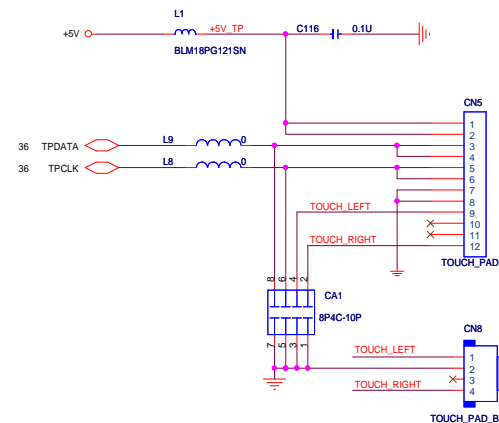 L1
+5V
+5V_TP
C116
0.1U
BLM18PG121SN
CN5
36 TPDATA
L9
0
36 TPCLK
L8
0
1
2
3
4
5
6
7
8
9
10
11
12
TOUCH_LEFT
TOUCH_RIGHT
TOUCH_PAD
8
6
4
2
CA1
8P4C-10P
7
5
3
1
CN8
TOUCH_LEFT
TOUCH_RIGHT
1
2
3
4
TOUCH_PAD_B